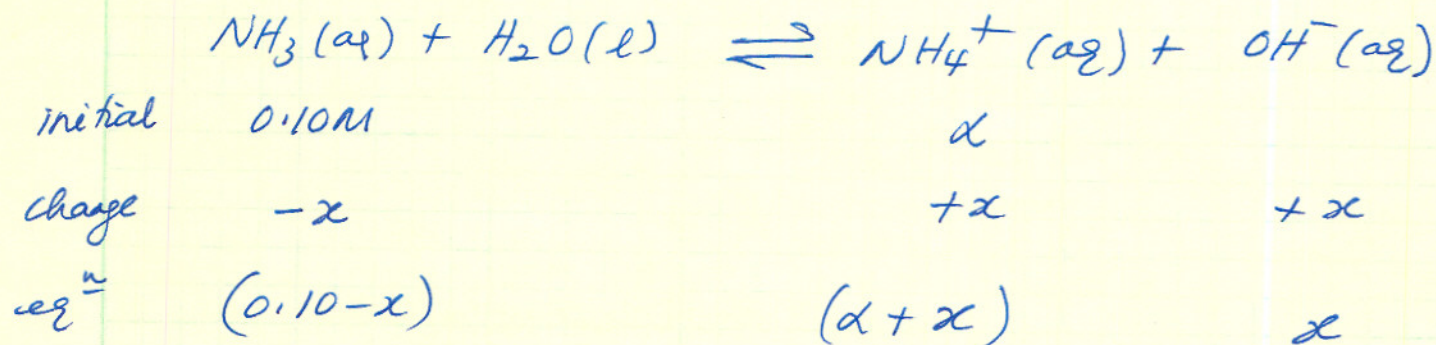 NH₃(aq) + H₂O(l) ⇌ NH₄⁺(aq) + OH⁻(aq)
initial 0.10M α
change -x +x +x
eqⁿ (0.10-x) (α+x) x